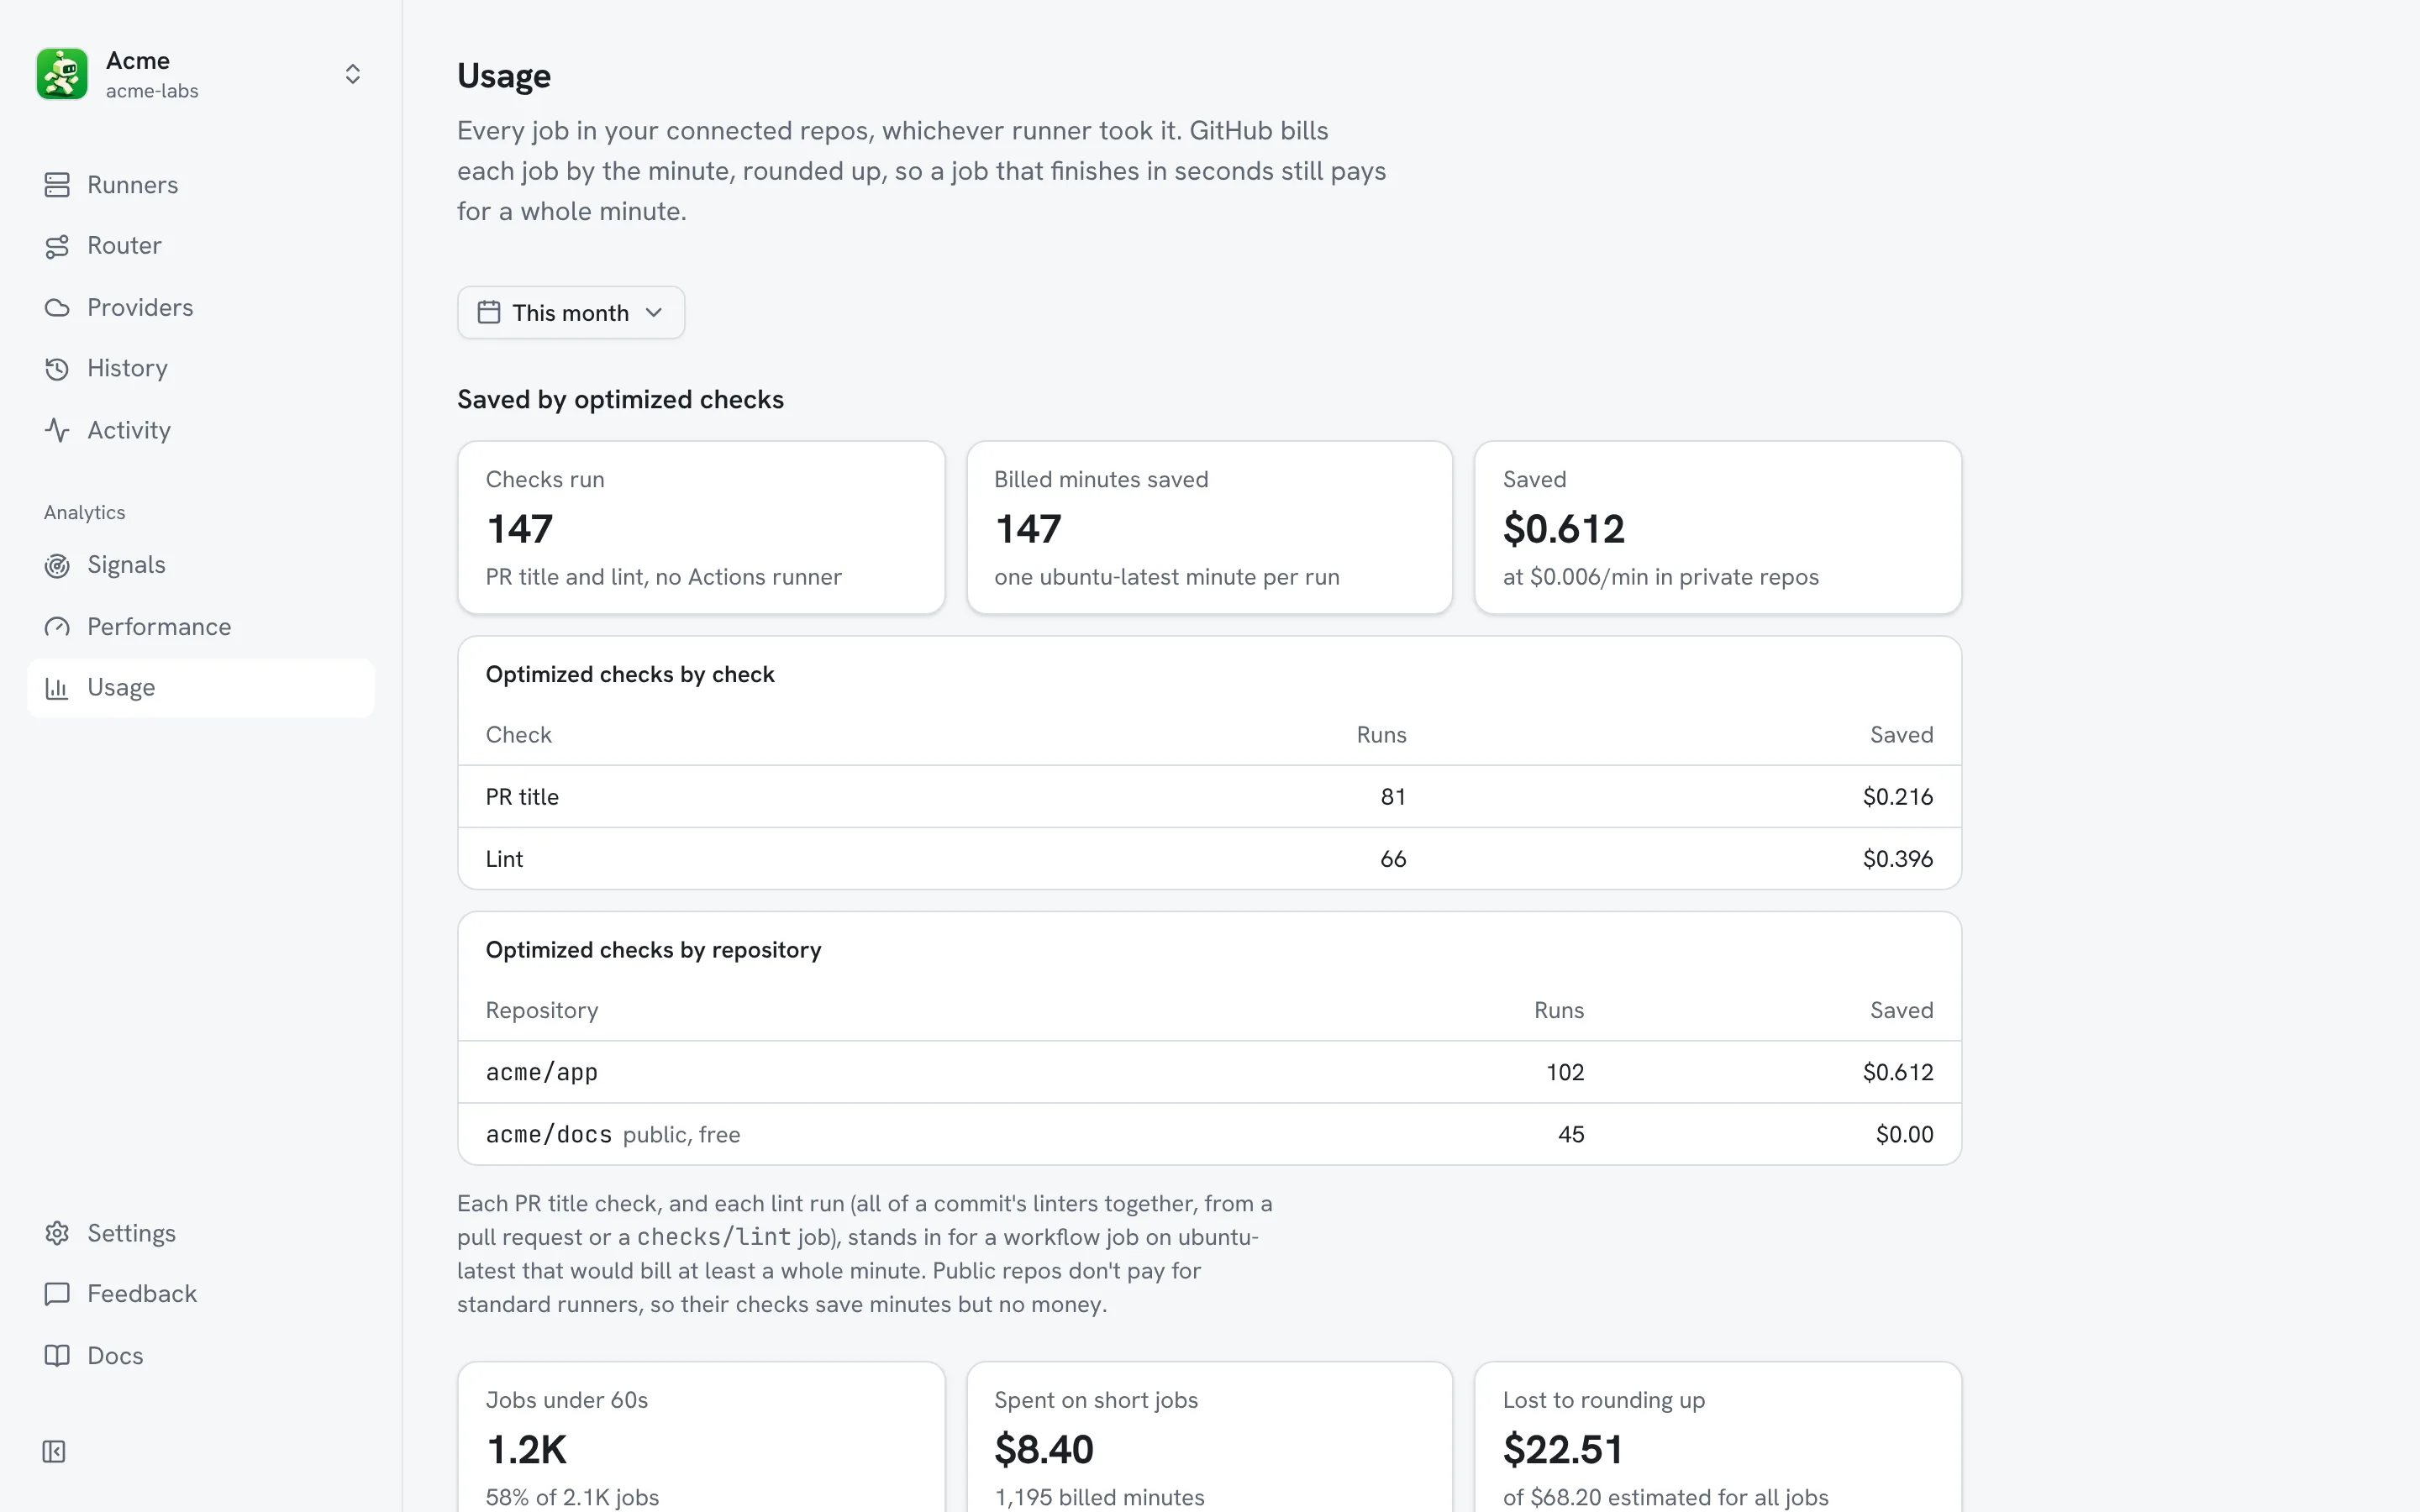 Acme
acme-labs
Runners
Router
Providers
History
Activity
Analytics
Signals
Performance
Usage
Settings
Feedback
Docs
Usage
Every job in your connected repos, whichever runner took it. GitHub bills
each job by the minute, rounded up, so a job that finishes in seconds still pays
for a whole minute.
This month
Saved by optimized checks
Checks run
147
PR title and lint, no Actions runner
Billed minutes saved
147
one ubuntu-latest minute per run
Saved
$0.612
at $0.006/min in private repos
Optimized checks by check
Check Runs Saved
PR title 81 $0.216
Lint 66 $0.396
Optimized checks by repository
Repository Runs Saved
acme/app 102 $0.612
acme/docs public, free 45 $0.00
Each PR title check, and each lint run (all of a commit's linters together, from a
pull request or a checks/lint job), stands in for a workflow job on ubuntu-
latest that would bill at least a whole minute. Public repos don't pay for
standard runners, so their checks save minutes but no money.
Jobs under 60s
1.2K
58% of 2.1K jobs
Spent on short jobs
$8.40
1,195 billed minutes
Lost to rounding up
$22.51
of $68.20 estimated for all jobs